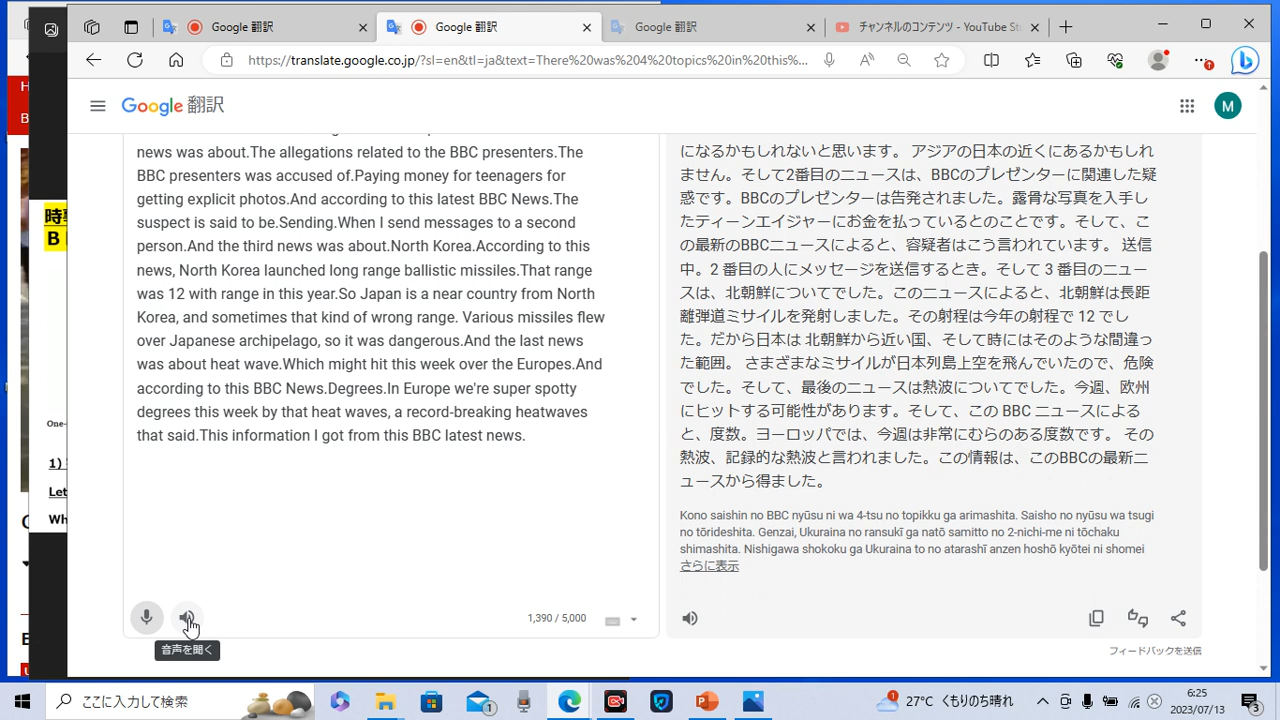 Google 翻訳
Google 翻訳
Google 翻訳
チャンネルのコンテンツ - YouTube St
https://translate.google.co.jp/?sl=en&tl=ja&text=There%20was%204%20topics%20in%20this%...
Google 翻訳
M
news was about.The allegations related to the BBC presenters.The
BBC presenters was accused of.Paying money for teenagers for
getting explicit photos.And according to this latest BBC News.The
suspect is said to be.Sending.When I send messages to a second
person.And the third news was about.North Korea.According to this
news, North Korea launched long range ballistic missiles.That range
was 12 with range in this year.So Japan is a near country from North
Korea, and sometimes that kind of wrong range. Various missiles flew
over Japanese archipelago, so it was dangerous.And the last news
was about heat wave.Which might hit this week over the Europes.And
according to this BBC News.Degrees.In Europe we're super spotty
degrees this week by that heat waves, a record-breaking heatwaves
that said.This information I got from this BBC latest news.
1,390 / 5,000
音声を聞く
になるかもしれないと思います。 アジアの日本の近くにあるかもしれ
ません。そして2番目のニュースは、BBCのプレゼンターに関連した疑
惑です。BBCのプレゼンターは告発されました。露骨な写真を入手し
たティーンエイジャーにお金を払っているとのことです。そして、こ
の最新のBBCニュースによると、容疑者はこう言われています。 送信
中。2 番目の人にメッセージを送信するとき。そして 3 番目のニュー
スは、北朝鮮についてでした。このニュースによると、北朝鮮は長距
離弾道ミサイルを発射しました。その射程は今年の射程で 12 でし
た。だから日本は 北朝鮮から近い国、そして時にはそのような間違っ
た範囲。 さまざまなミサイルが日本列島上空を飛んでいたので、危険
でした。そして、最後のニュースは熱波についてでした。今週、欧州
にヒットする可能性があります。そして、この BBC ニュースによる
と、度数。ヨーロッパでは、今週は非常にむらのある度数です。 その
熱波、記録的な熱波と言われました。この情報は、このBBCの最新ニ
ュースから得ました。
Kono saishin no BBC nyūsu ni wa 4-tsu no topikku ga arimashita. Saisho no nyūsu wa tsugi
no tōrideshita. Genzai, Ukuraina no ransukī ga natō samitto no 2-nichi-me ni tōchaku
shimashita. Nishigawa shokoku ga Ukuraina to no atarashī anzen hoshō kyōtei ni shomei
さらに表示
フィードバックを送信
One-
1)
Let
Wh
ここに入力して検索
1
27°C くもりのち晴れ
6:25
2023/07/13
3